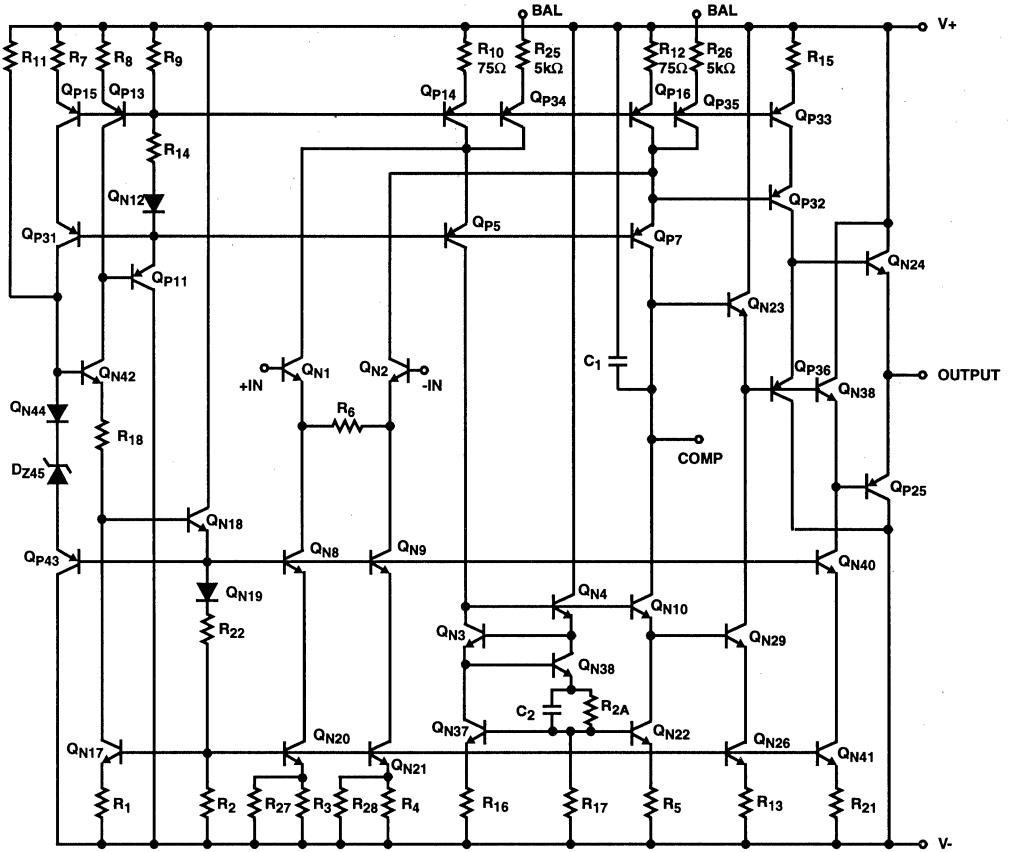 BAL BAL
V+
R11 R7 R8 R9 R10 R25 R12 R26 R15
75Ω 5kΩ 75Ω 5kΩ
QP15 QP13 QP14 QP34 QP16 QP35 QP33
R14
QN12 QP32
QP31 QP5 QP7
QN24
QP11
QN23
C1
QN42 +IN QN1 QN2 -IN QP36 QN38 OUTPUT
QN44 R6
R18
COMP
DZ45
QP25
QN18
QP43 QN8 QN9 QN40
QN19 QN4 QN10
R22 QN3 QN29
QN38
C2 R2A
QN17 QN20 QN37 QN22 QN26 QN41
QN21
R1 R2 R27 R3 R28 R4 R16 R17 R5 R13 R21
V-